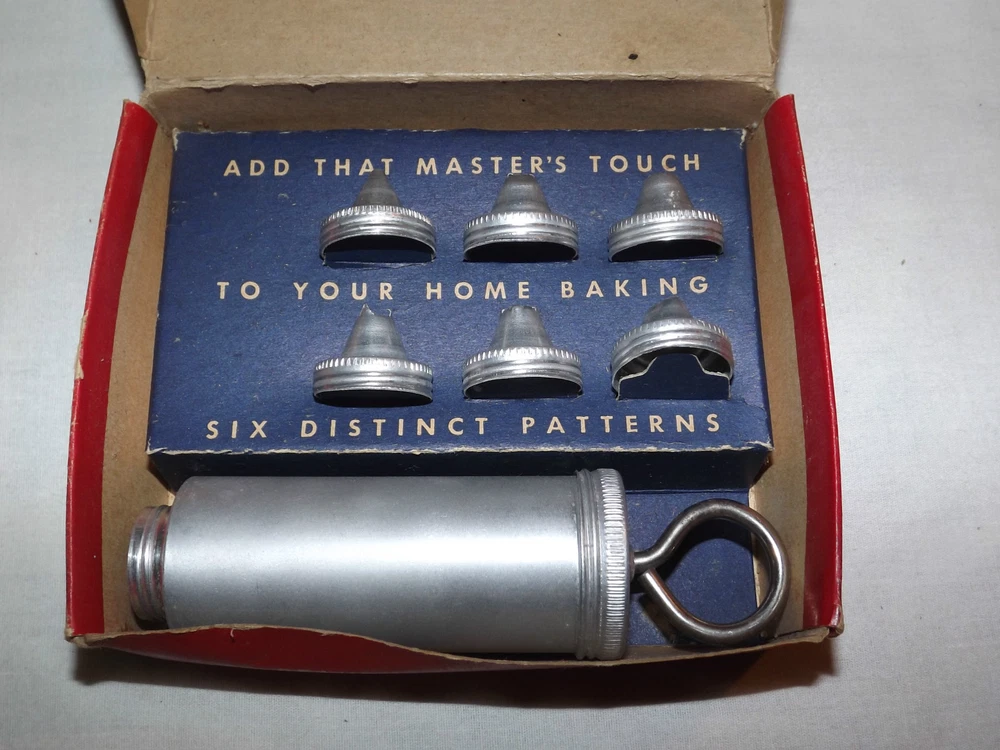 ADD THAT MASTER'S TOUCH
TO YOUR HOME BAKING
SIX DISTINCT PATTERNS